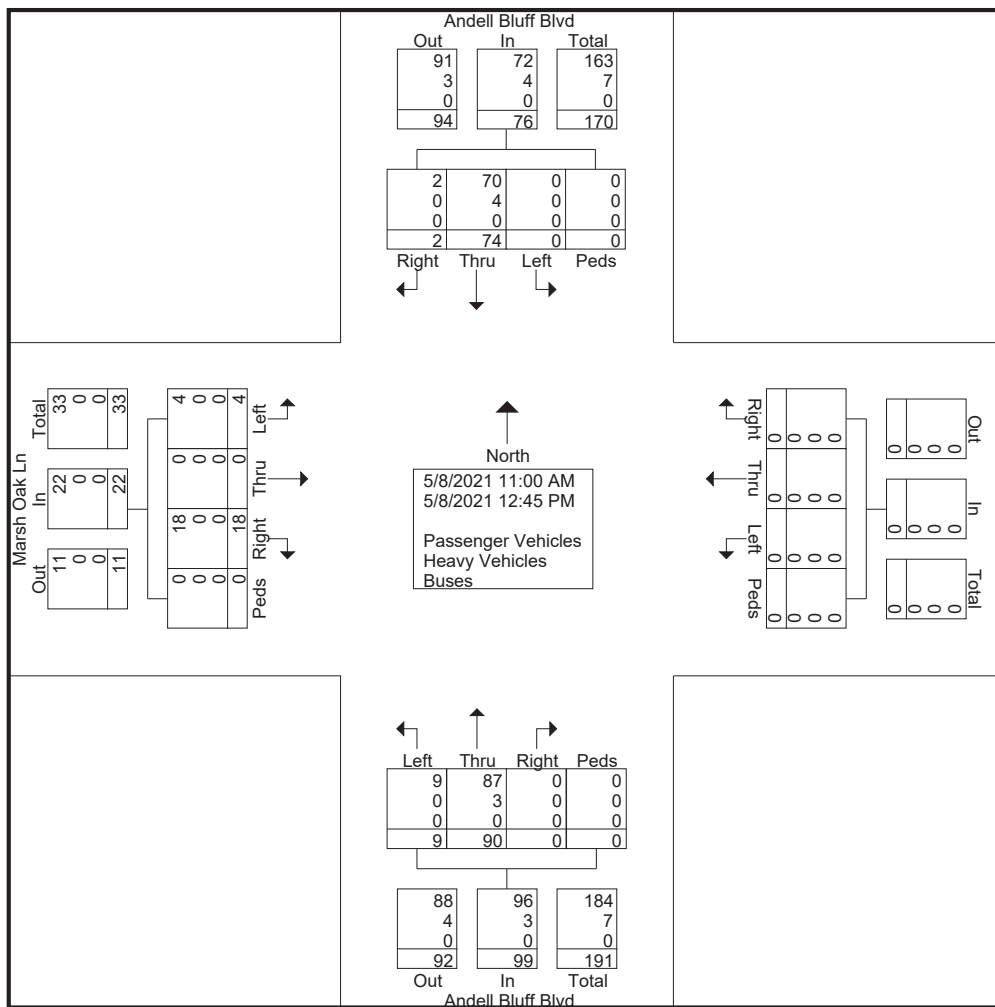 Andell Bluff Blvd
Out In Total
91 72 163
3 4 7
0 0 0
94 76 170
2 70 0 0
0 4 0 0
0 0 0 0
2 74 0 0
Right Thru Left Peds
Marsh Oak Ln
Total
33 0 0 33
In
22 0 0 22
Out
11 0 0 11
4 0 0 4
Left
0 0 0 0
Thru
18 0 0 18
Right
0 0 0 0
Peds
North
5/8/2021 11:00 AM
5/8/2021 12:45 PM
Passenger Vehicles
Heavy Vehicles
Buses
Right
0 0 0 0
Thru
0 0 0 0
Left
0 0 0 0
Peds
0 0 0 0
Out
0 0 0 0
In
0 0 0 0
Total
0 0 0 0
Left Thru Right Peds
9 87 0 0
0 3 0 0
0 0 0 0
9 90 0 0
88 96 184
4 3 7
0 0 0
92 99 191
Out In Total
Andell Bluff Blvd